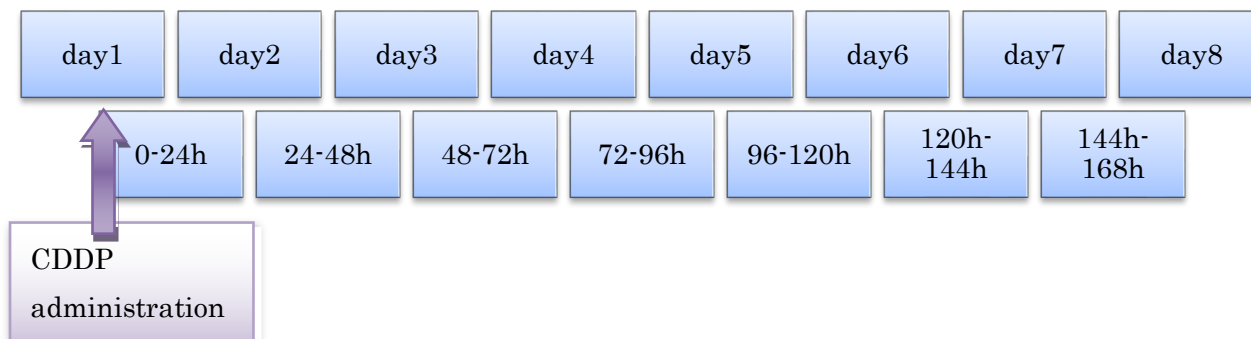 day1 day2 day3 day4 day5 day6 day7 day8
0-24h 24-48h 48-72h 72-96h 96-120h 120h-144h 144h-168h
CDDP
administration